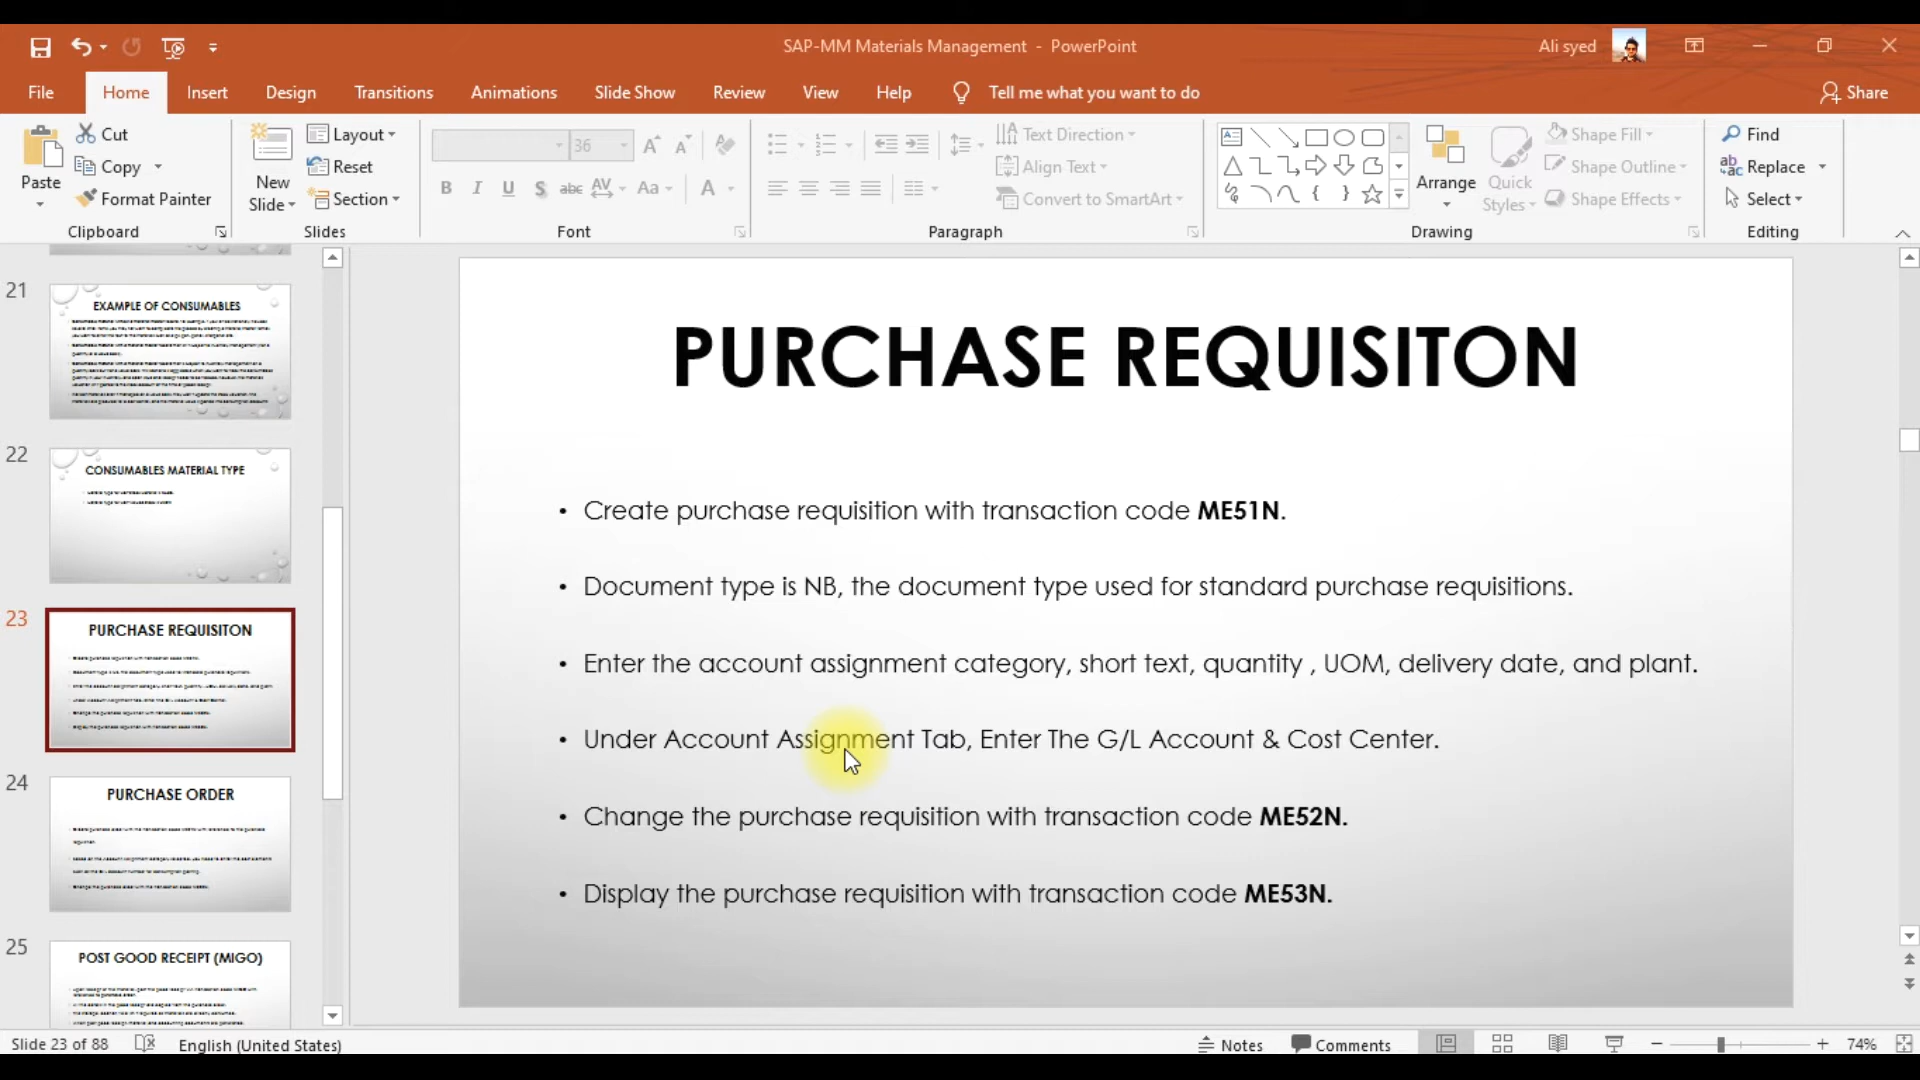 SAP-MM Materials Management - PowerPoint
Ali syed
File Home Insert Design Transitions Animations Slide Show Review View Help Tell me what you want to do Share
Paste
Cut
Copy
Format Painter
Clipboard
New Slide
Layout
Reset
Section
Slides
36
B I U S abc AV Aa A
Font
Text Direction
Align Text
Convert to SmartArt
Paragraph
Arrange
Quick Styles
Shape Fill
Shape Outline
Shape Effects
Drawing
Find
Replace
Select
Editing
21
EXAMPLE OF CONSUMABLES
22
CONSUMABLES MATERIAL TYPE
23
PURCHASE REQUISITON
24
PURCHASE ORDER
25
POST GOOD RECEIPT (MIGO)
PURCHASE REQUISITON
• Create purchase requisition with transaction code ME51N.
• Document type is NB, the document type used for standard purchase requisitions.
• Enter the account assignment category, short text, quantity , UOM, delivery date, and plant.
• Under Account Assignment Tab, Enter The G/L Account & Cost Center.
• Change the purchase requisition with transaction code ME52N.
• Display the purchase requisition with transaction code ME53N.
Slide 23 of 88 English (United States) Notes Comments 74%